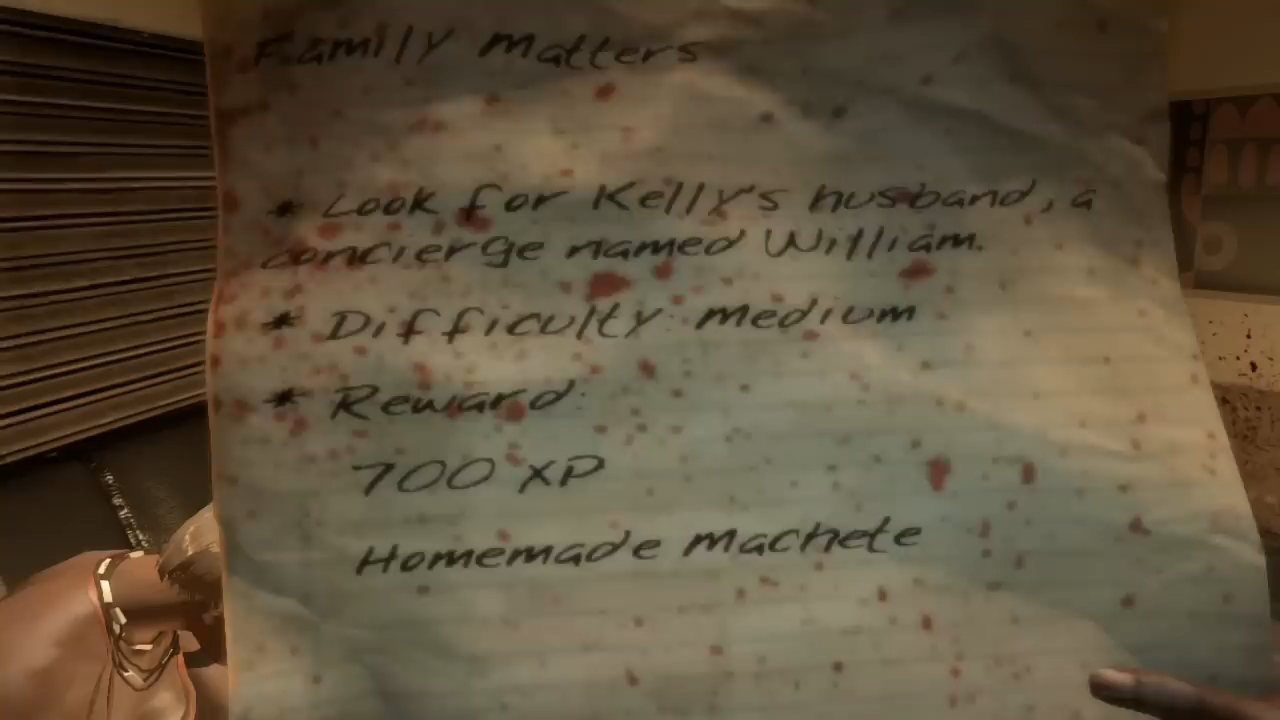 Family Matters
* Look for Kelly's husband, a
concierge named William.
* Difficulty: medium
* Reward:
700 XP
Homemade Machete